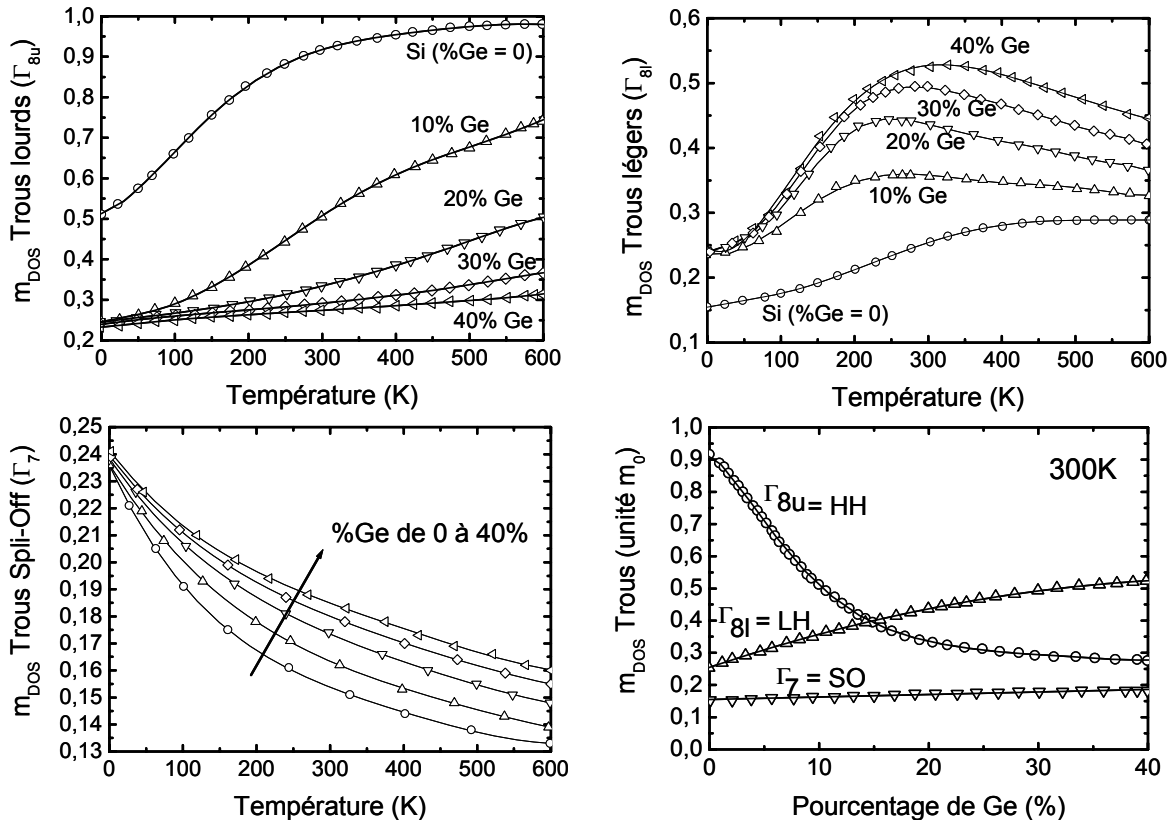 m_DOS Trous lourds (Γ_8u)
1,0
0,9
0,8
0,7
0,6
0,5
0,4
0,3
0,2
Si (%Ge = 0)
10% Ge
20% Ge
30% Ge
40% Ge
0 100 200 300 400 500 600
Température (K)
m_DOS Trous légers (Γ_8l)
0,6
0,5
0,4
0,3
0,2
0,1
40% Ge
30% Ge
20% Ge
10% Ge
Si (%Ge = 0)
0 100 200 300 400 500 600
Température (K)
m_DOS Trous Spli-Off (Γ_7)
0,25
0,24
0,23
0,22
0,21
0,20
0,19
0,18
0,17
0,16
0,15
0,14
0,13
%Ge de 0 à 40%
0 100 200 300 400 500 600
Température (K)
m_DOS Trous (unité m_0)
1,0
0,9
0,8
0,7
0,6
0,5
0,4
0,3
0,2
0,1
0,0
300K
Γ_8u = HH
Γ_8l = LH
Γ_7 = SO
0 10 20 30 40
Pourcentage de Ge (%)